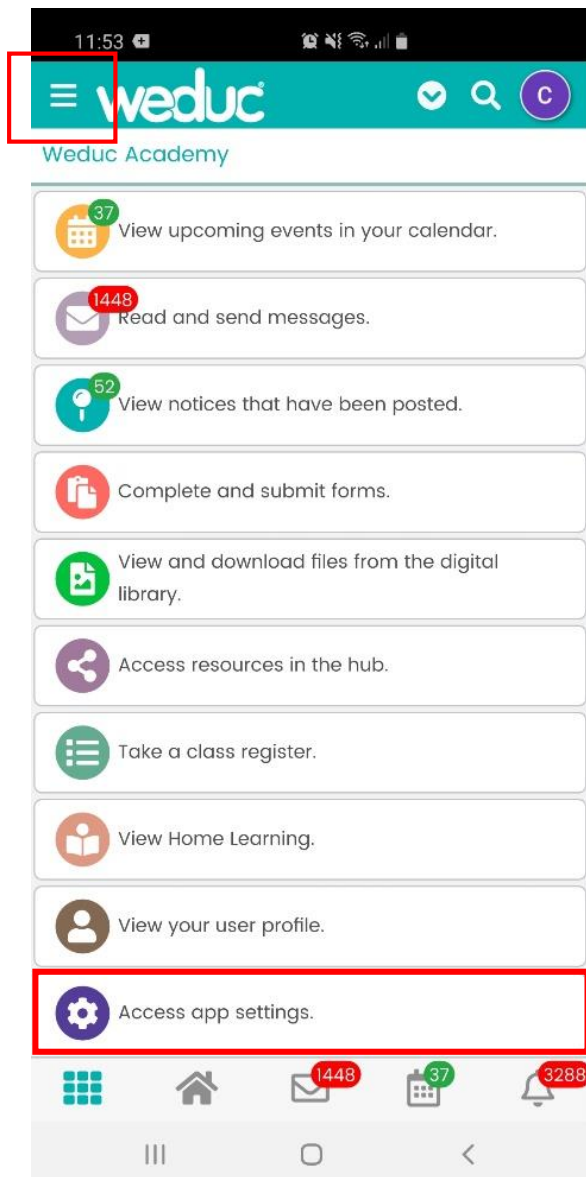 11:53
weduc
C
Weduc Academy
37
View upcoming events in your calendar.
1448
Read and send messages.
52
View notices that have been posted.
Complete and submit forms.
View and download files from the digital
library.
Access resources in the hub.
Take a class register.
View Home Learning.
View your user profile.
Access app settings.
1448 37 3288